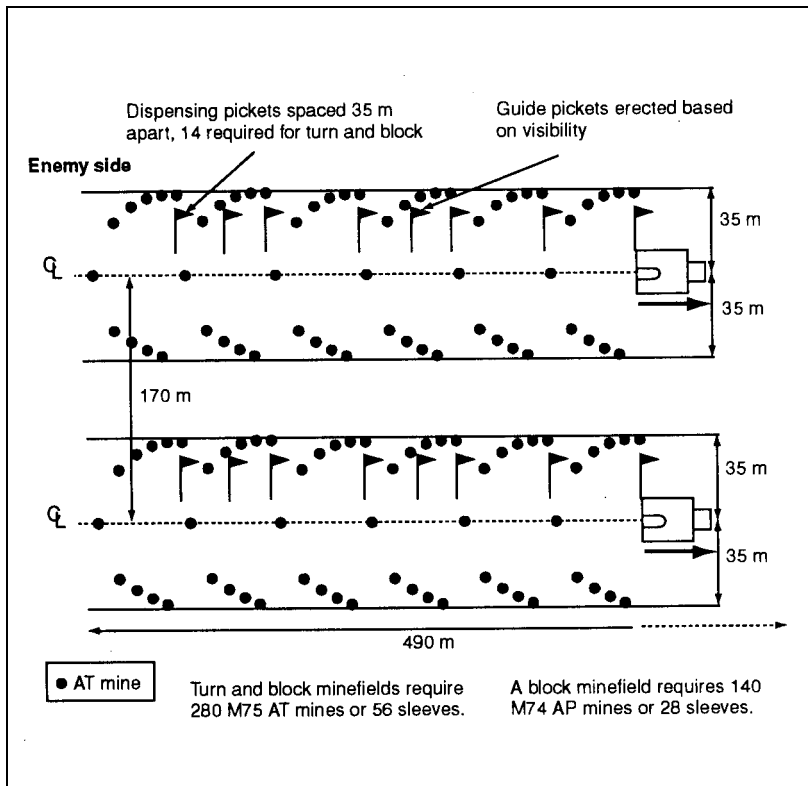 Dispensing pickets spaced 35 m
apart, 14 required for turn and block
Guide pickets erected based
on visibility
Enemy side
35 m
℄
35 m
170 m
35 m
℄
35 m
490 m
AT mine
Turn and block minefields require
280 M75 AT mines or 56 sleeves.
A block minefield requires 140
M74 AP mines or 28 sleeves.